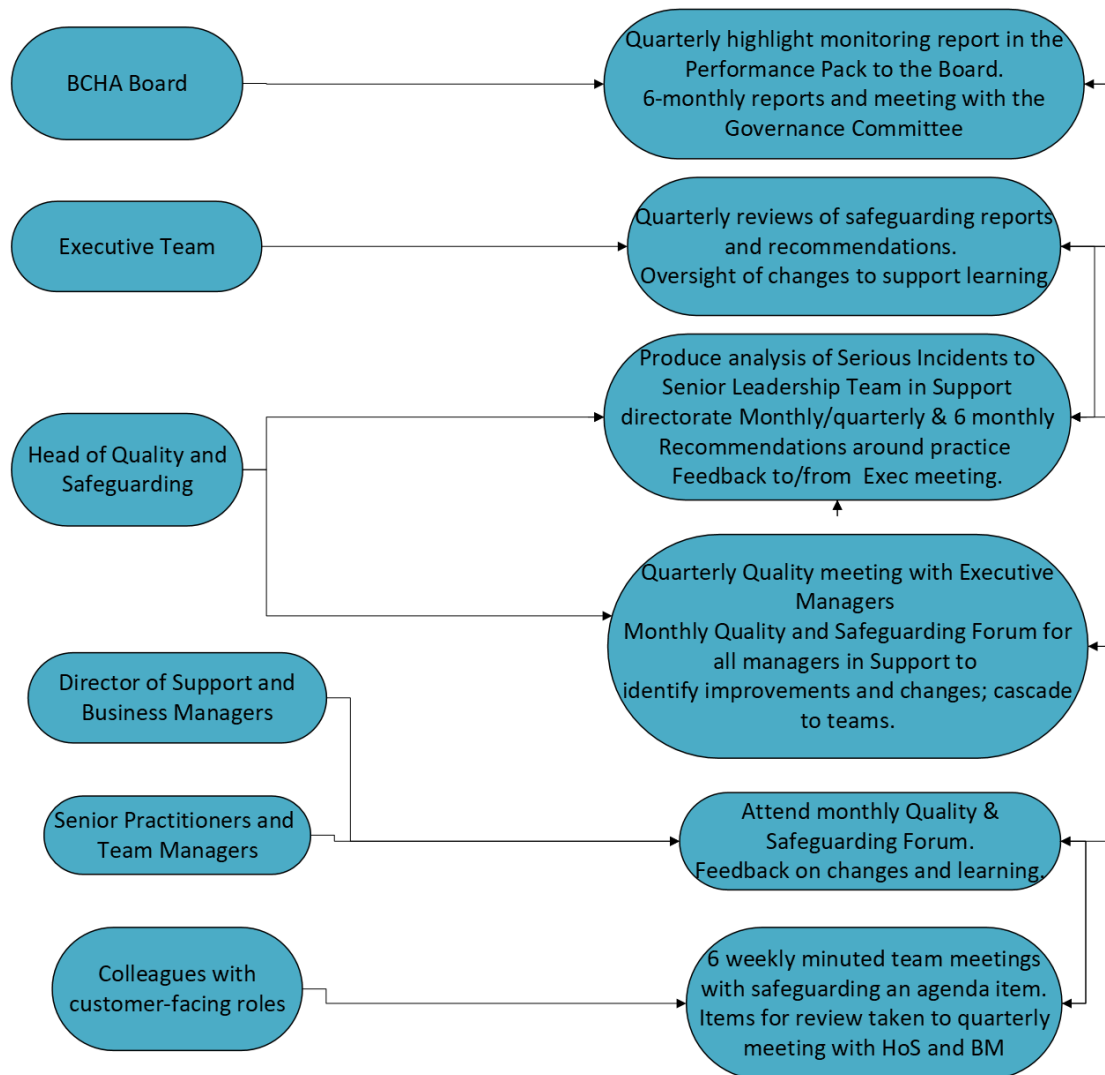 BCHA Board
Quarterly highlight monitoring report in the
Performance Pack to the Board.
6-monthly reports and meeting with the
Governance Committee
Executive Team
Quarterly reviews of safeguarding reports
and recommendations.
Oversight of changes to support learning
Head of Quality and
Safeguarding
Produce analysis of Serious Incidents to
Senior Leadership Team in Support
directorate Monthly/quarterly & 6 monthly
Recommendations around practice
Feedback to/from Exec meeting.
Quarterly Quality meeting with Executive
Managers
Monthly Quality and Safeguarding Forum for
all managers in Support to
identify improvements and changes; cascade
to teams.
Director of Support and
Business Managers
Senior Practitioners and
Team Managers
Attend monthly Quality &
Safeguarding Forum.
Feedback on changes and learning.
Colleagues with
customer-facing roles
6 weekly minuted team meetings
with safeguarding an agenda item.
Items for review taken to quarterly
meeting with HoS and BM